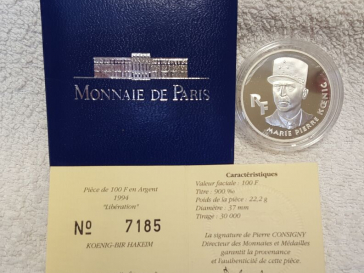 MONNAIE DE PARIS
RF
MARIE PIERRE KŒNIG
Pièce de 100 F en Argent
1994
"Libération"
No 7185
KOENIG-BIR HAKEIM
Caractéristiques
Valeur faciale : 100 F
Titre : 900 ‰
Poids de la pièce : 22,2 g
Diamètre : 37 mm
Tirage : 30 000
La signature de Pierre CONSIGNY
Directeur des Monnaies et Médailles
garantit la provenance
et l'authenticité de cette pièce.